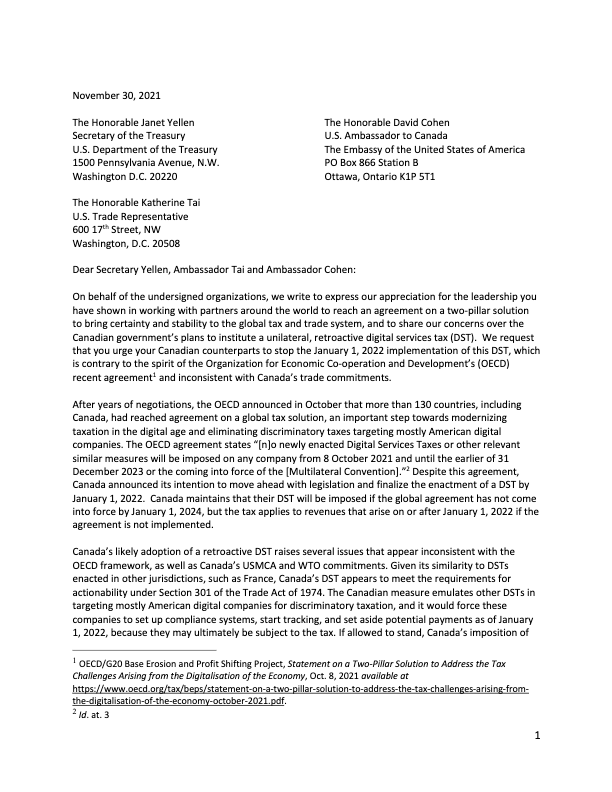 November 30, 2021
The Honorable Janet Yellen
Secretary of the Treasury
U.S. Department of the Treasury
1500 Pennsylvania Avenue, N.W.
Washington D.C. 20220
The Honorable David Cohen
U.S. Ambassador to Canada
The Embassy of the United States of America
PO Box 866 Station B
Ottawa, Ontario K1P 5T1
The Honorable Katherine Tai
U.S. Trade Representative
600 17th Street, NW
Washington, D.C. 20508
Dear Secretary Yellen, Ambassador Tai and Ambassador Cohen:
On behalf of the undersigned organizations, we write to express our appreciation for the leadership you
have shown in working with partners around the world to reach an agreement on a two-pillar solution
to bring certainty and stability to the global tax and trade system, and to share our concerns over the
Canadian government's plans to institute a unilateral, retroactive digital services tax (DST).  We request
that you urge your Canadian counterparts to stop the January 1, 2022 implementation of this DST, which
is contrary to the spirit of the Organization for Economic Co-operation and Development's (OECD)
recent agreement1 and inconsistent with Canada's trade commitments.
After years of negotiations, the OECD announced in October that more than 130 countries, including
Canada, had reached agreement on a global tax solution, an important step towards modernizing
taxation in the digital age and eliminating discriminatory taxes targeting mostly American digital
companies. The OECD agreement states "[n]o newly enacted Digital Services Taxes or other relevant
similar measures will be imposed on any company from 8 October 2021 and until the earlier of 31
December 2023 or the coming into force of the [Multilateral Convention]."2 Despite this agreement,
Canada announced its intention to move ahead with legislation and finalize the enactment of a DST by
January 1, 2022.  Canada maintains that their DST will be imposed if the global agreement has not come
into force by January 1, 2024, but the tax applies to revenues that arise on or after January 1, 2022 if the
agreement is not implemented.
Canada's likely adoption of a retroactive DST raises several issues that appear inconsistent with the
OECD framework, as well as Canada's USMCA and WTO commitments. Given its similarity to DSTs
enacted in other jurisdictions, such as France, Canada's DST appears to meet the requirements for
actionability under Section 301 of the Trade Act of 1974. The Canadian measure emulates other DSTs in
targeting mostly American digital companies for discriminatory taxation, and it would force these
companies to set up compliance systems, start tracking, and set aside potential payments as of January
1, 2022, because they may ultimately be subject to the tax. If allowed to stand, Canada's imposition of
1 OECD/G20 Base Erosion and Profit Shifting Project, Statement on a Two-Pillar Solution to Address the Tax
Challenges Arising from the Digitalisation of the Economy, Oct. 8, 2021 available at
https://www.oecd.org/tax/beps/statement-on-a-two-pillar-solution-to-address-the-tax-challenges-arising-from-
the-digitalisation-of-the-economy-october-2021.pdf.
2 Id. at. 3
1